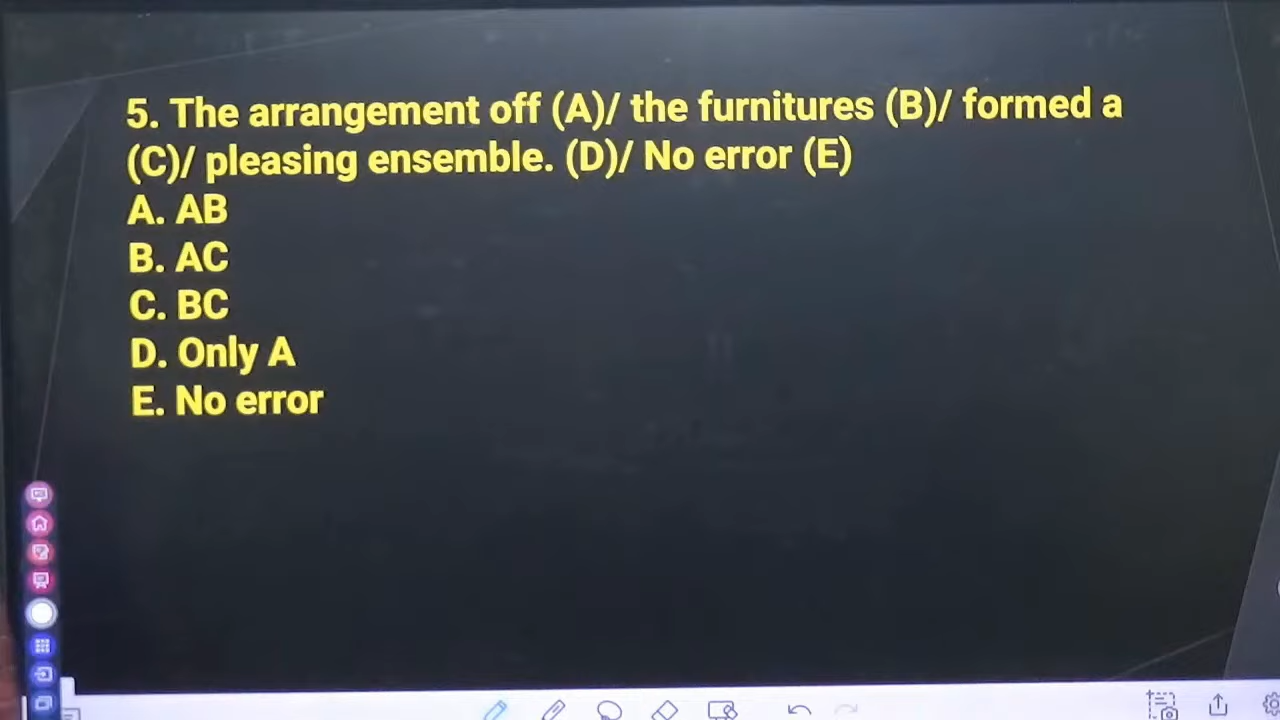 5. The arrangement off (A)/ the furnitures (B)/ formed a
(C)/ pleasing ensemble. (D)/ No error (E)
A. AB
B. AC
C. BC
D. Only A
E. No error